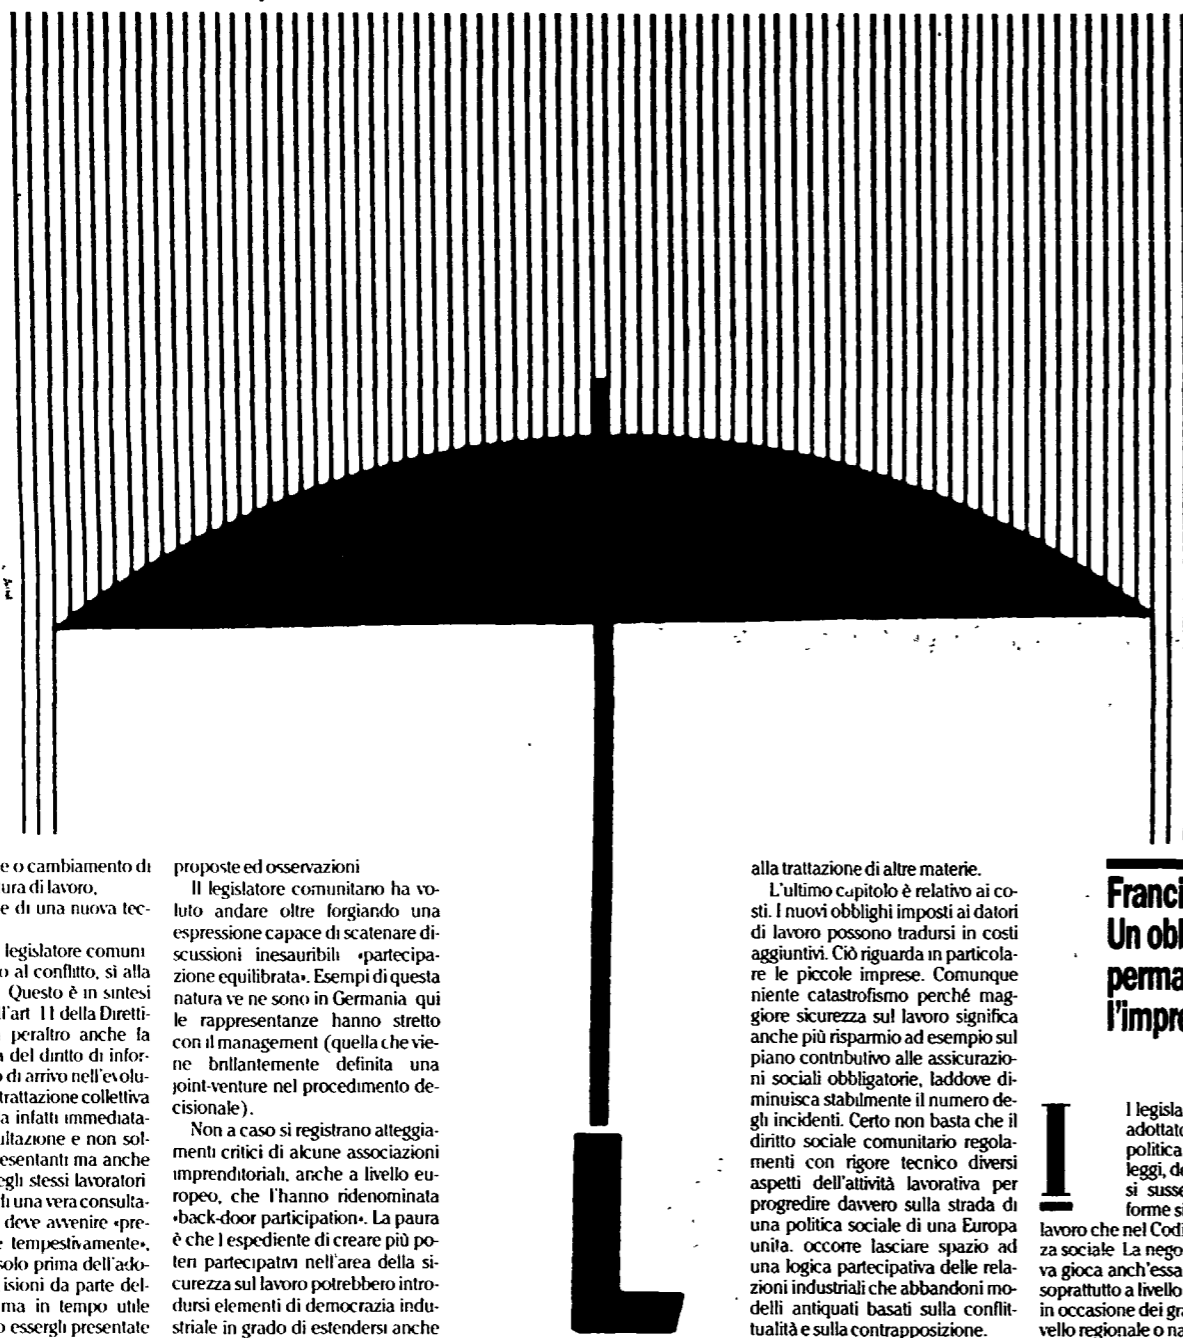 e o cambiamento di
ura di lavoro,
e di una nuova tec-
legislatore comuni
o al conflitto, sì alla
Questo è in sintesi
l'art 11 della Diretti-
peraltro anche la
del diritto di infor-
o di arrivo nell'evolu-
trattazione collettiva
a infatti immediata-
ultazione e non sol-
esentanti ma anche
egli stessi lavoratori
di una vera consulta-
deve avvenire «pre-
e tempestivamente»,
solo prima dell'ado-
isioni da parte del-
ma in tempo utile
o essergli presentate
proposte ed osservazioni
Il legislatore comunitario ha vo-
luto andare oltre forgiando una
espressione capace di scatenare di-
scussioni inesauribili «partecipa-
zione equilibrata». Esempi di questa
natura ve ne sono in Germania qui
le rappresentanze hanno stretto
con il management (quella che vie-
ne brillantemente definita una
joint-venture nel procedimento de-
cisionale).
Non a caso si registrano atteggia-
menti critici di alcune associazioni
imprenditoriali, anche a livello eu-
ropeo, che l'hanno ridenominata
«back-door participation». La paura
è che l espediente di creare più po-
teri partecipativi nell'area della si-
curezza sul lavoro potrebbero intro-
dursi elementi di democrazia indu-
striale in grado di estendersi anche
alla trattazione di altre materie.
L'ultimo capitolo è relativo ai co-
sti. I nuovi obblighi imposti ai datori
di lavoro possono tradursi in costi
aggiuntivi. Ciò riguarda in particola-
re le piccole imprese. Comunque
niente catastrofismo perché mag-
giore sicurezza sul lavoro significa
anche più risparmio ad esempio sul
piano contributivo alle assicurazio-
ni sociali obbligatorie, laddove di-
minuisca stabilmente il numero de-
gli incidenti. Certo non basta che il
diritto sociale comunitario regola-
menti con rigore tecnico diversi
aspetti dell'attività lavorativa per
progredire davvero sulla strada di
una politica sociale di una Europa
unita. occorre lasciare spazio ad
una logica partecipativa delle rela-
zioni industriali che abbandoni mo-
delli antiquati basati sulla conflit-
tualità e sulla contrapposizione.
Franci
Un obl
perma
l'impre
I l legisla
adottato
politica
leggi, de
si susse
forme si
lavoro che nel Codi
za sociale La nego
va gioca anch'essa
soprattutto a livello
in occasione dei gra
vello regionale o na